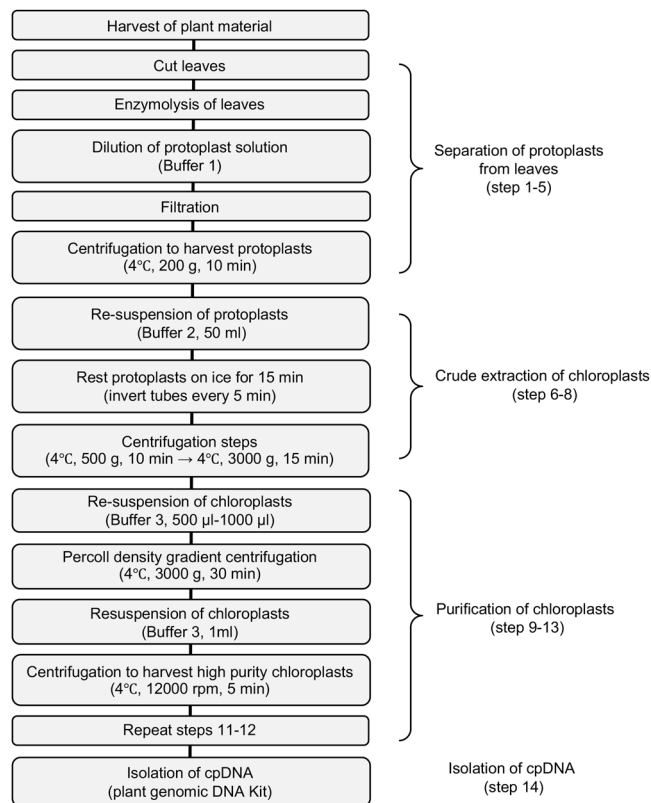 Harvest of plant material
Cut leaves
Enzymolysis of leaves
Dilution of protoplast solution
(Buffer 1)
Filtration
Centrifugation to harvest protoplasts
(4℃, 200 g, 10 min)
Separation of protoplasts
from leaves
(step 1-5)
Re-suspension of protoplasts
(Buffer 2, 50 ml)
Rest protoplasts on ice for 15 min
(invert tubes every 5 min)
Centrifugation steps
(4℃, 500 g, 10 min → 4℃, 3000 g, 15 min)
Crude extraction of chloroplasts
(step 6-8)
Re-suspension of chloroplasts
(Buffer 3, 500 µl-1000 µl)
Percoll density gradient centrifugation
(4℃, 3000 g, 30 min)
Resuspension of chloroplasts
(Buffer 3, 1ml)
Centrifugation to harvest high purity chloroplasts
(4℃, 12000 rpm, 5 min)
Repeat steps 11-12
Purification of chloroplasts
(step 9-13)
Isolation of cpDNA
(plant genomic DNA Kit)
Isolation of cpDNA
(step 14)